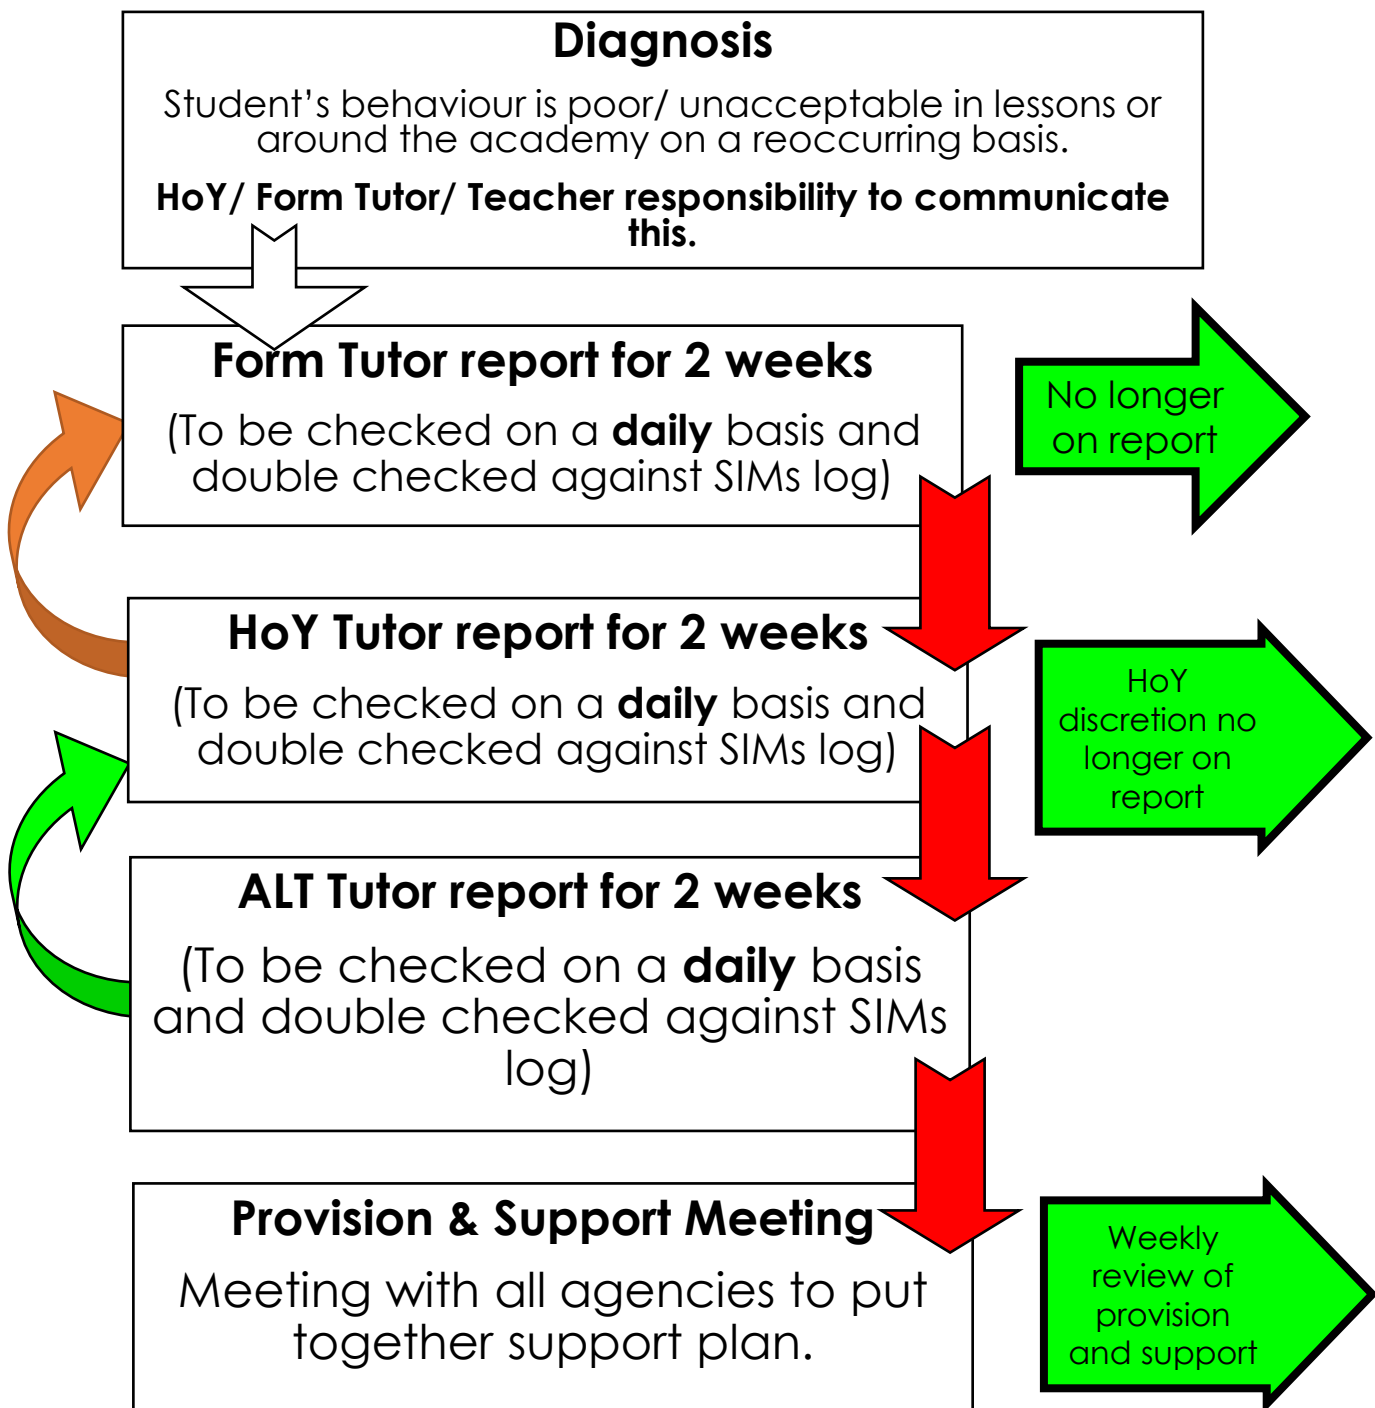 Diagnosis
Student's behaviour is poor/ unacceptable in lessons or
around the academy on a reoccurring basis.
HoY/ Form Tutor/ Teacher responsibility to communicate
this.
Form Tutor report for 2 weeks
(To be checked on a daily basis and
double checked against SIMs log)
No longer
on report
HoY Tutor report for 2 weeks
(To be checked on a daily basis and
double checked against SIMs log)
HoY
discretion no
longer on
report
ALT Tutor report for 2 weeks
(To be checked on a daily basis
and double checked against SIMs
log)
Provision & Support Meeting
Meeting with all agencies to put
together support plan.
Weekly
review of
provision
and support